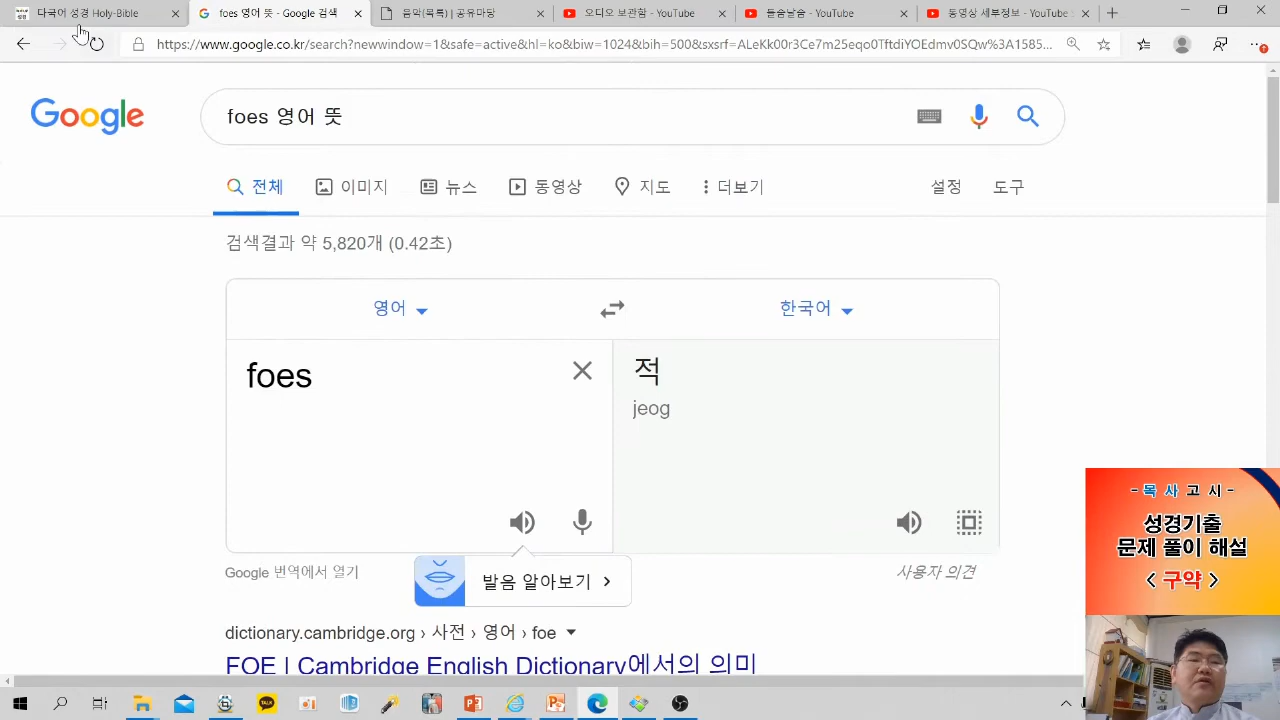 다국어 성경 Holy-Bible
foes 영어 뜻 - Google 검색
음악(목록) | 공유마당
오디오 보관함 - YouTube
들숨날숨 - YouTube
동영상 세부정보 - YouTube
https://www.google.co.kr/search?newwindow=1&safe=active&hl=ko&biw=1024&bih=500&sxsrf=ALeKk00r3Ce7m25eqo0TftdiYOEdmv0SQw%3A1585...
Google
foes 영어 뜻
전체
이미지
뉴스
동영상
지도
더보기
설정
도구
검색결과 약 5,820개 (0.42초)
영어
한국어
foes
적
jeog
Google 번역에서 열기
발음 알아보기
사용자 의견
dictionary.cambridge.org › 사전 › 영어 › foe
FOE | Cambridge English Dictionary에서의 의미
- 목 사 고 시 -
성경기출
문제 풀이 해설
< 구약 >
TALK